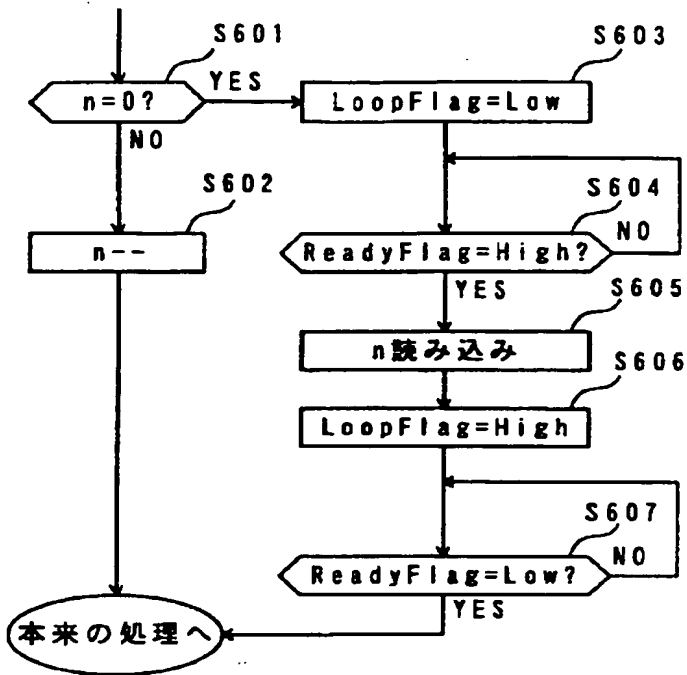 S601
S603
n=0?
YES
LoopFlag=Low
NO
S602
S604
n--
ReadyFlag=High?
NO
YES
S605
n読み込み
S606
LoopFlag=High
S607
ReadyFlag=Low?
NO
YES
本来の処理へ